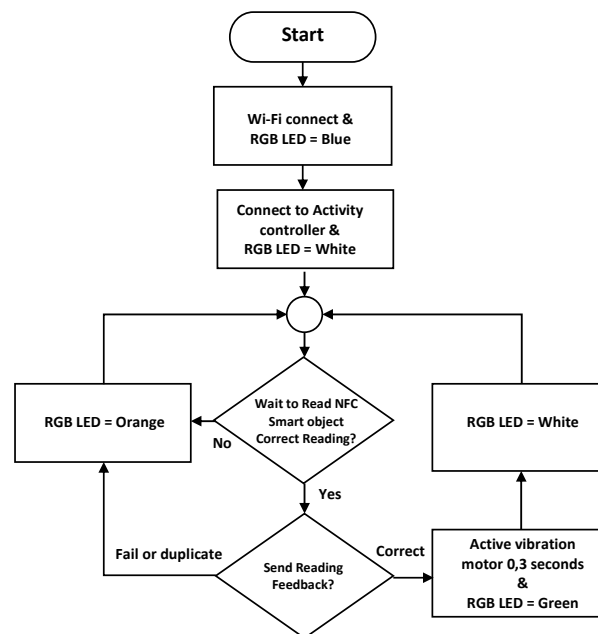 Start
Wi-Fi connect &
RGB LED = Blue
Connect to Activity
controller &
RGB LED = White
RGB LED = Orange
Wait to Read NFC
Smart object
Correct Reading?
RGB LED = White
No
Yes
Fail or duplicate
Send Reading
Feedback?
Correct
Active vibration
motor 0,3 seconds
&
RGB LED = Green